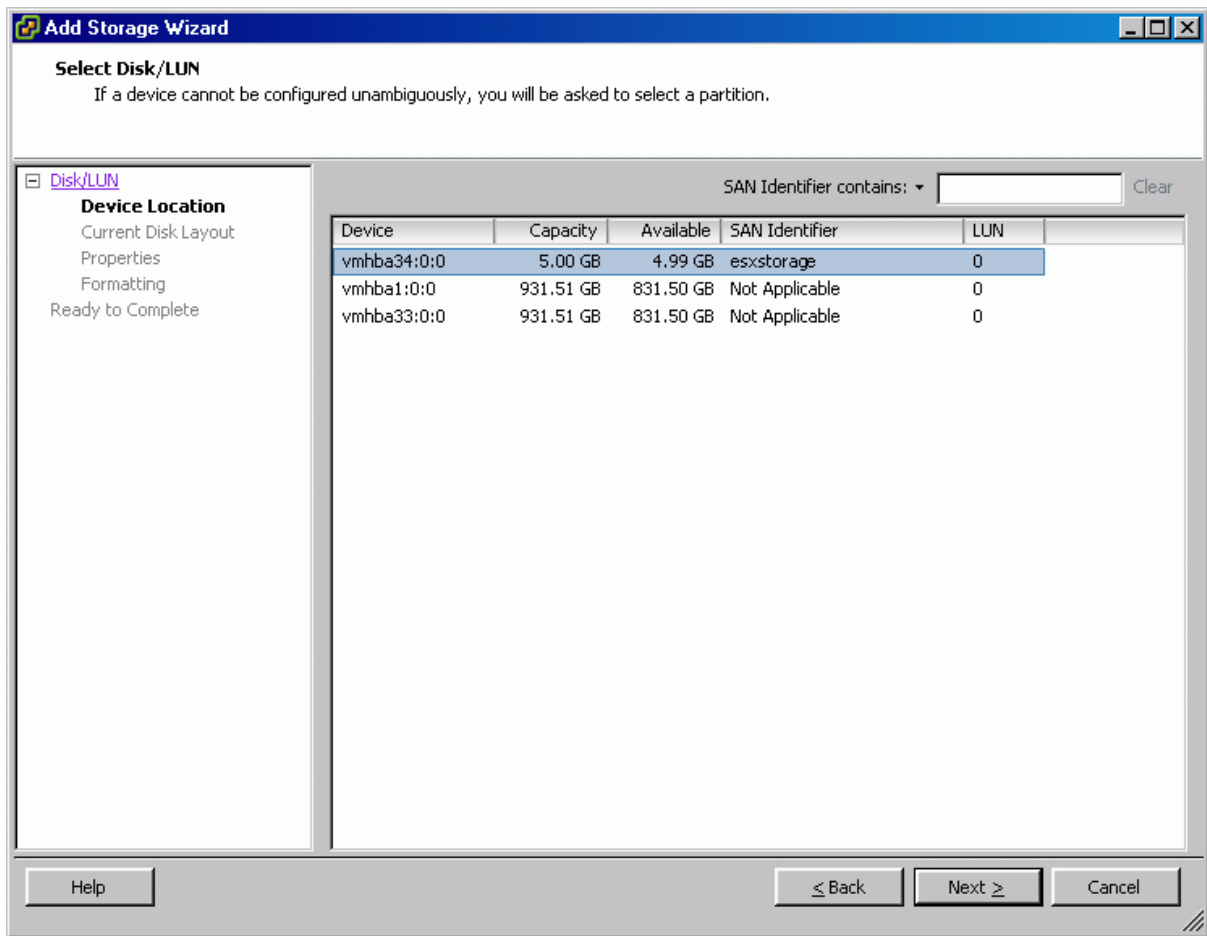 Add Storage Wizard
Select Disk/LUN
If a device cannot be configured unambiguously, you will be asked to select a partition.
Disk/LUN
Device Location
Current Disk Layout
Properties
Formatting
Ready to Complete
SAN Identifier contains: Clear
Device Capacity Available SAN Identifier LUN
vmhba34:0:0 5.00 GB 4.99 GB esxstorage 0
vmhba1:0:0 931.51 GB 831.50 GB Not Applicable 0
vmhba33:0:0 931.51 GB 831.50 GB Not Applicable 0
Help < Back Next > Cancel